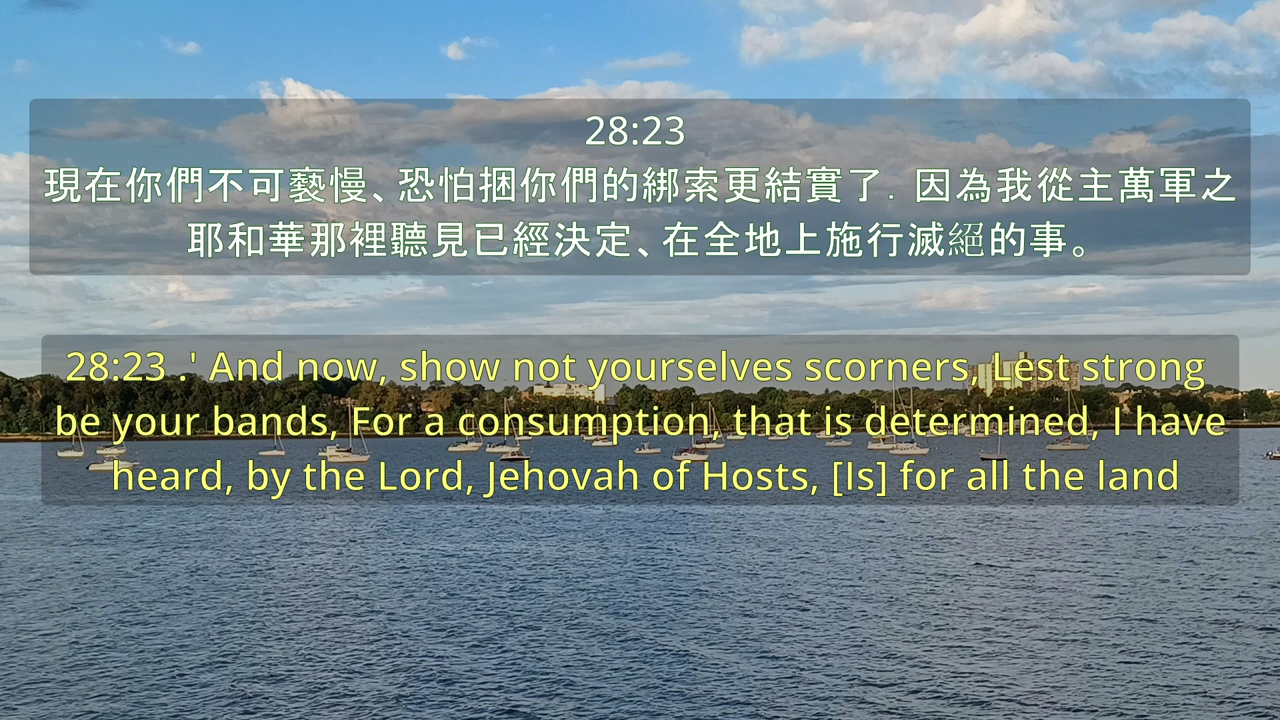 28:23
現在你們不可褻慢、恐怕捆你們的綁索更結實了. 因為我從主萬軍之
耶和華那裡聽見已經決定、在全地上施行滅絕的事。
28:23 .' And now, show not yourselves scorners, Lest strong
be your bands, For a consumption, that is determined, I have
heard, by the Lord, Jehovah of Hosts, [Is] for all the land